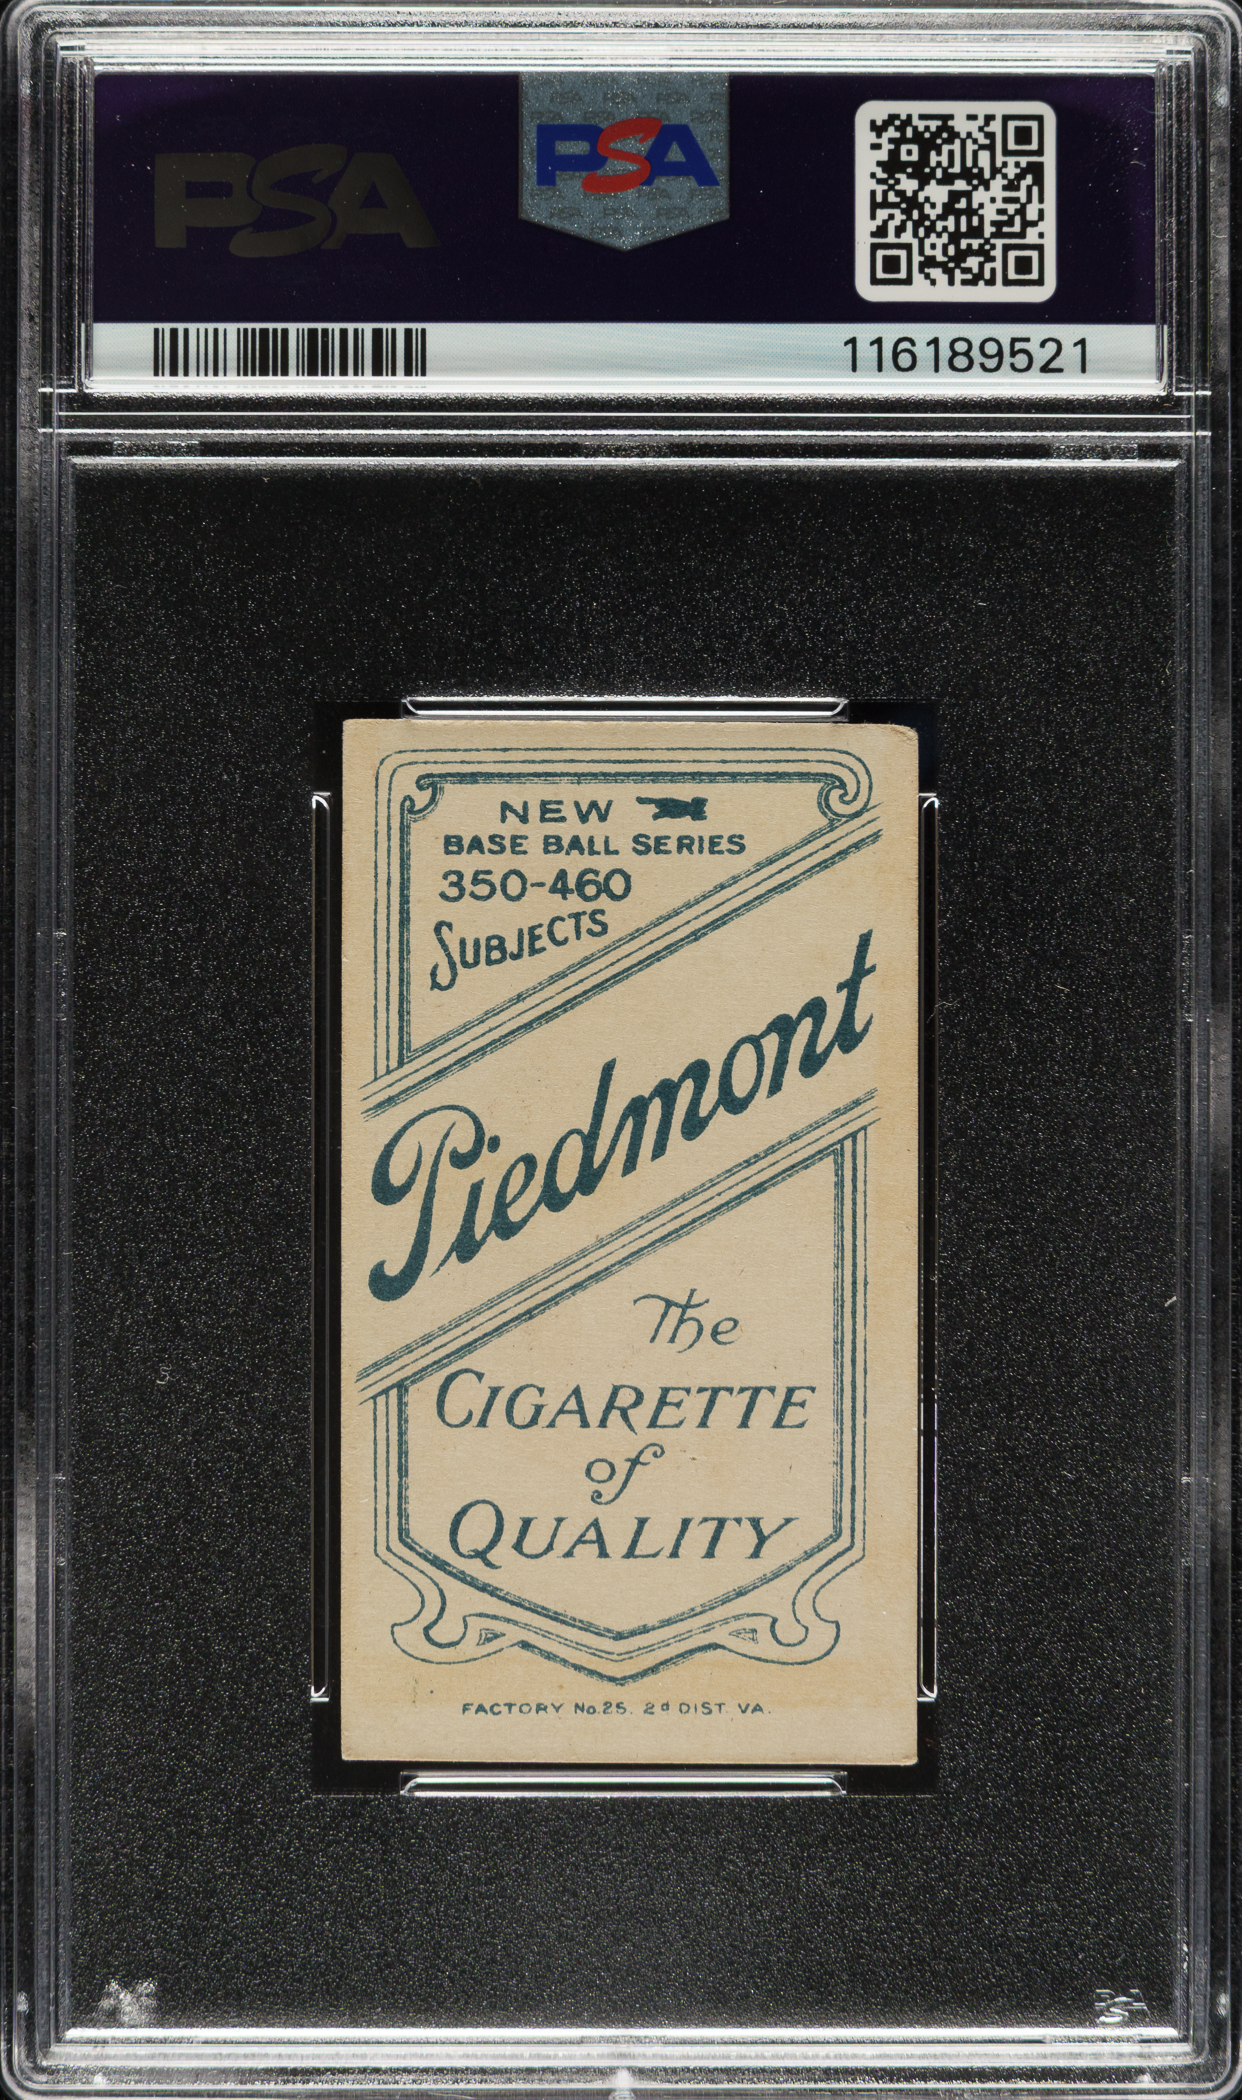 PSA
PSA
116189521
NEW
BASE BALL SERIES
350-460
SUBJECTS
Piedmont
The
CIGARETTE
of
QUALITY
FACTORY No.25. 2d DIST. VA.